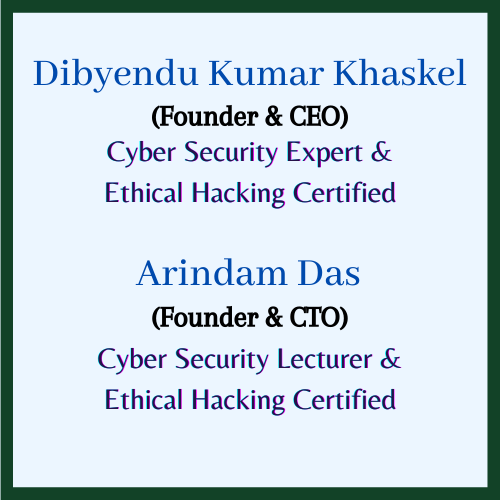 Dibyendu Kumar Khaskel
(Founder & CEO)
Cyber Security Expert &
Ethical Hacking Certified
Arindam Das
(Founder & CTO)
Cyber Security Lecturer &
Ethical Hacking Certified